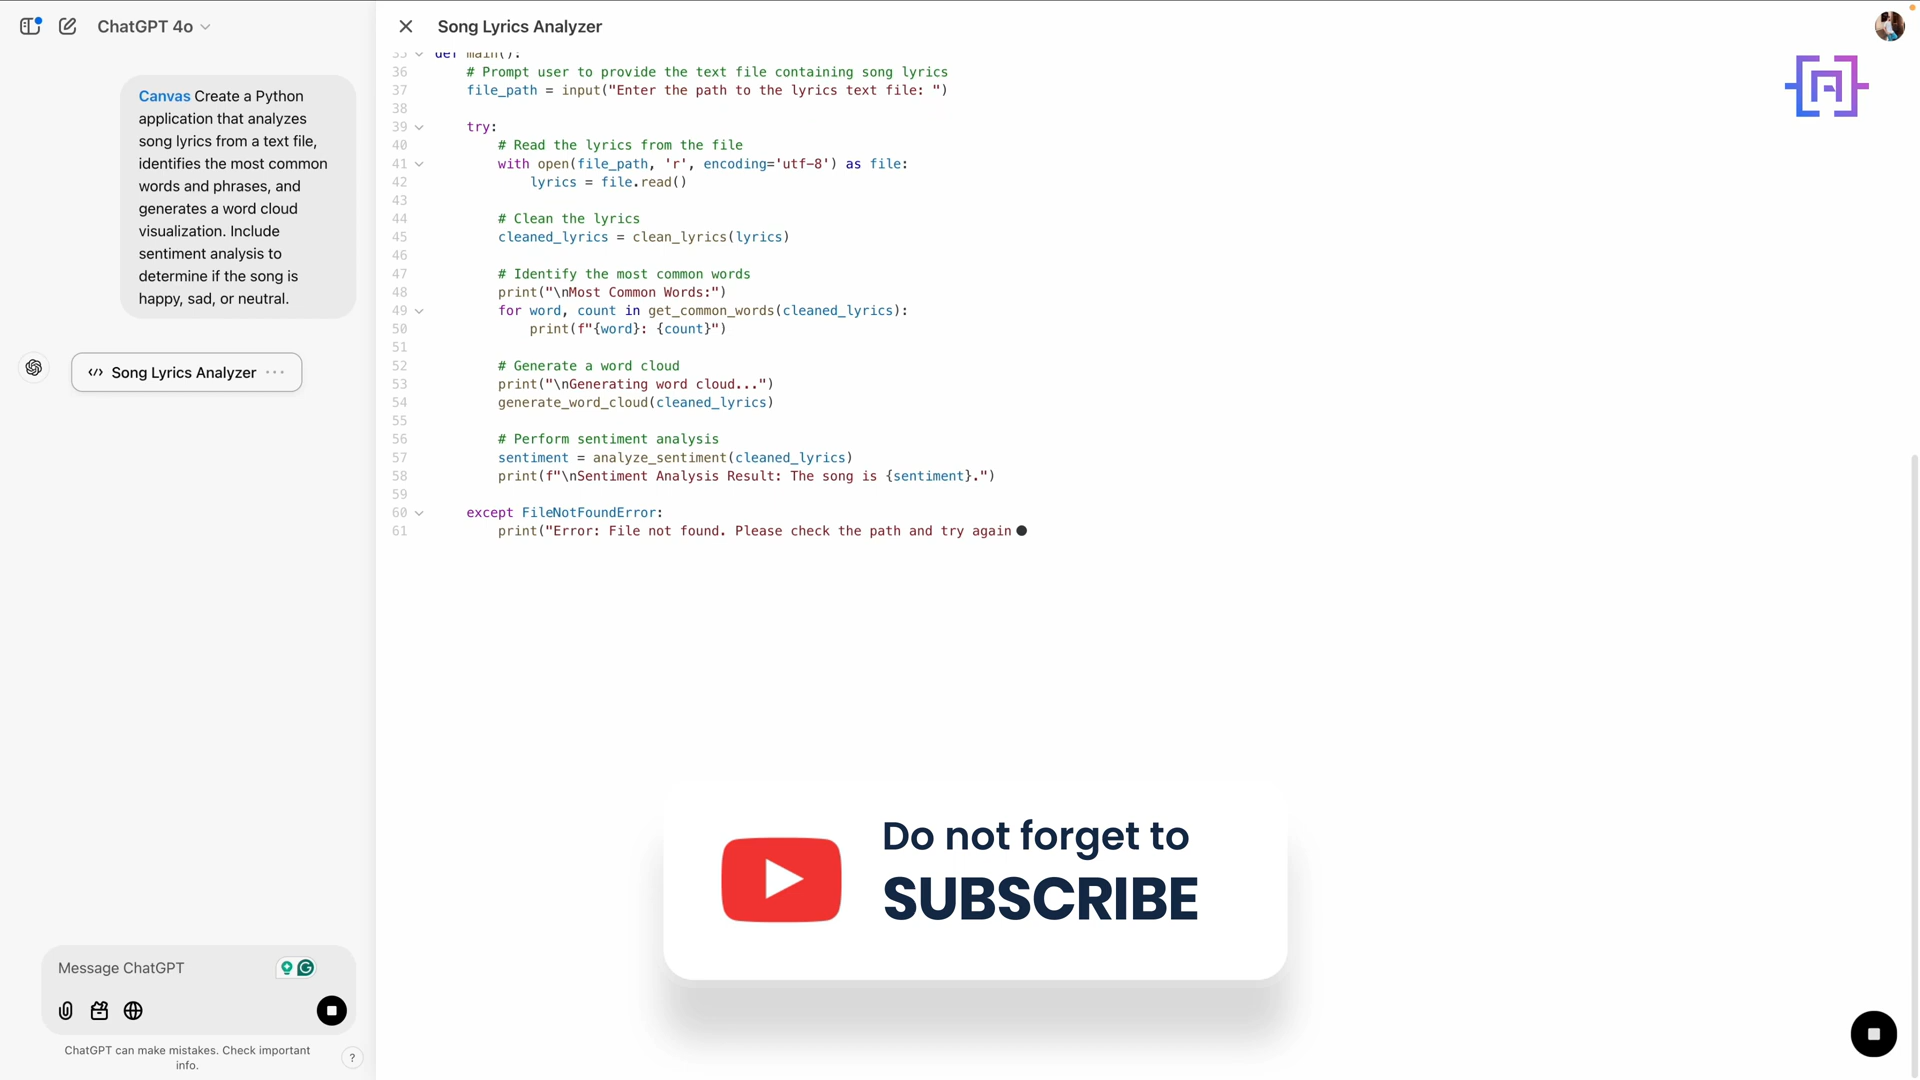 ChatGPT 4o
Canvas Create a Python
application that analyzes
song lyrics from a text file,
identifies the most common
words and phrases, and
generates a word cloud
visualization. Include
sentiment analysis to
determine if the song is
happy, sad, or neutral.
Song Lyrics Analyzer
Message ChatGPT
ChatGPT can make mistakes. Check important
info.
?
Song Lyrics Analyzer
35 def main():
36 # Prompt user to provide the text file containing song lyrics
37 file_path = input("Enter the path to the lyrics text file: ")
38
39 try:
40 # Read the lyrics from the file
41 with open(file_path, 'r', encoding='utf-8') as file:
42 lyrics = file.read()
43
44 # Clean the lyrics
45 cleaned_lyrics = clean_lyrics(lyrics)
46
47 # Identify the most common words
48 print("\nMost Common Words:")
49 for word, count in get_common_words(cleaned_lyrics):
50 print(f"{word}: {count}")
51
52 # Generate a word cloud
53 print("\nGenerating word cloud...")
54 generate_word_cloud(cleaned_lyrics)
55
56 # Perform sentiment analysis
57 sentiment = analyze_sentiment(cleaned_lyrics)
58 print(f"\nSentiment Analysis Result: The song is {sentiment}.")
59
60 except FileNotFoundError:
61 print("Error: File not found. Please check the path and try again
Do not forget to
SUBSCRIBE